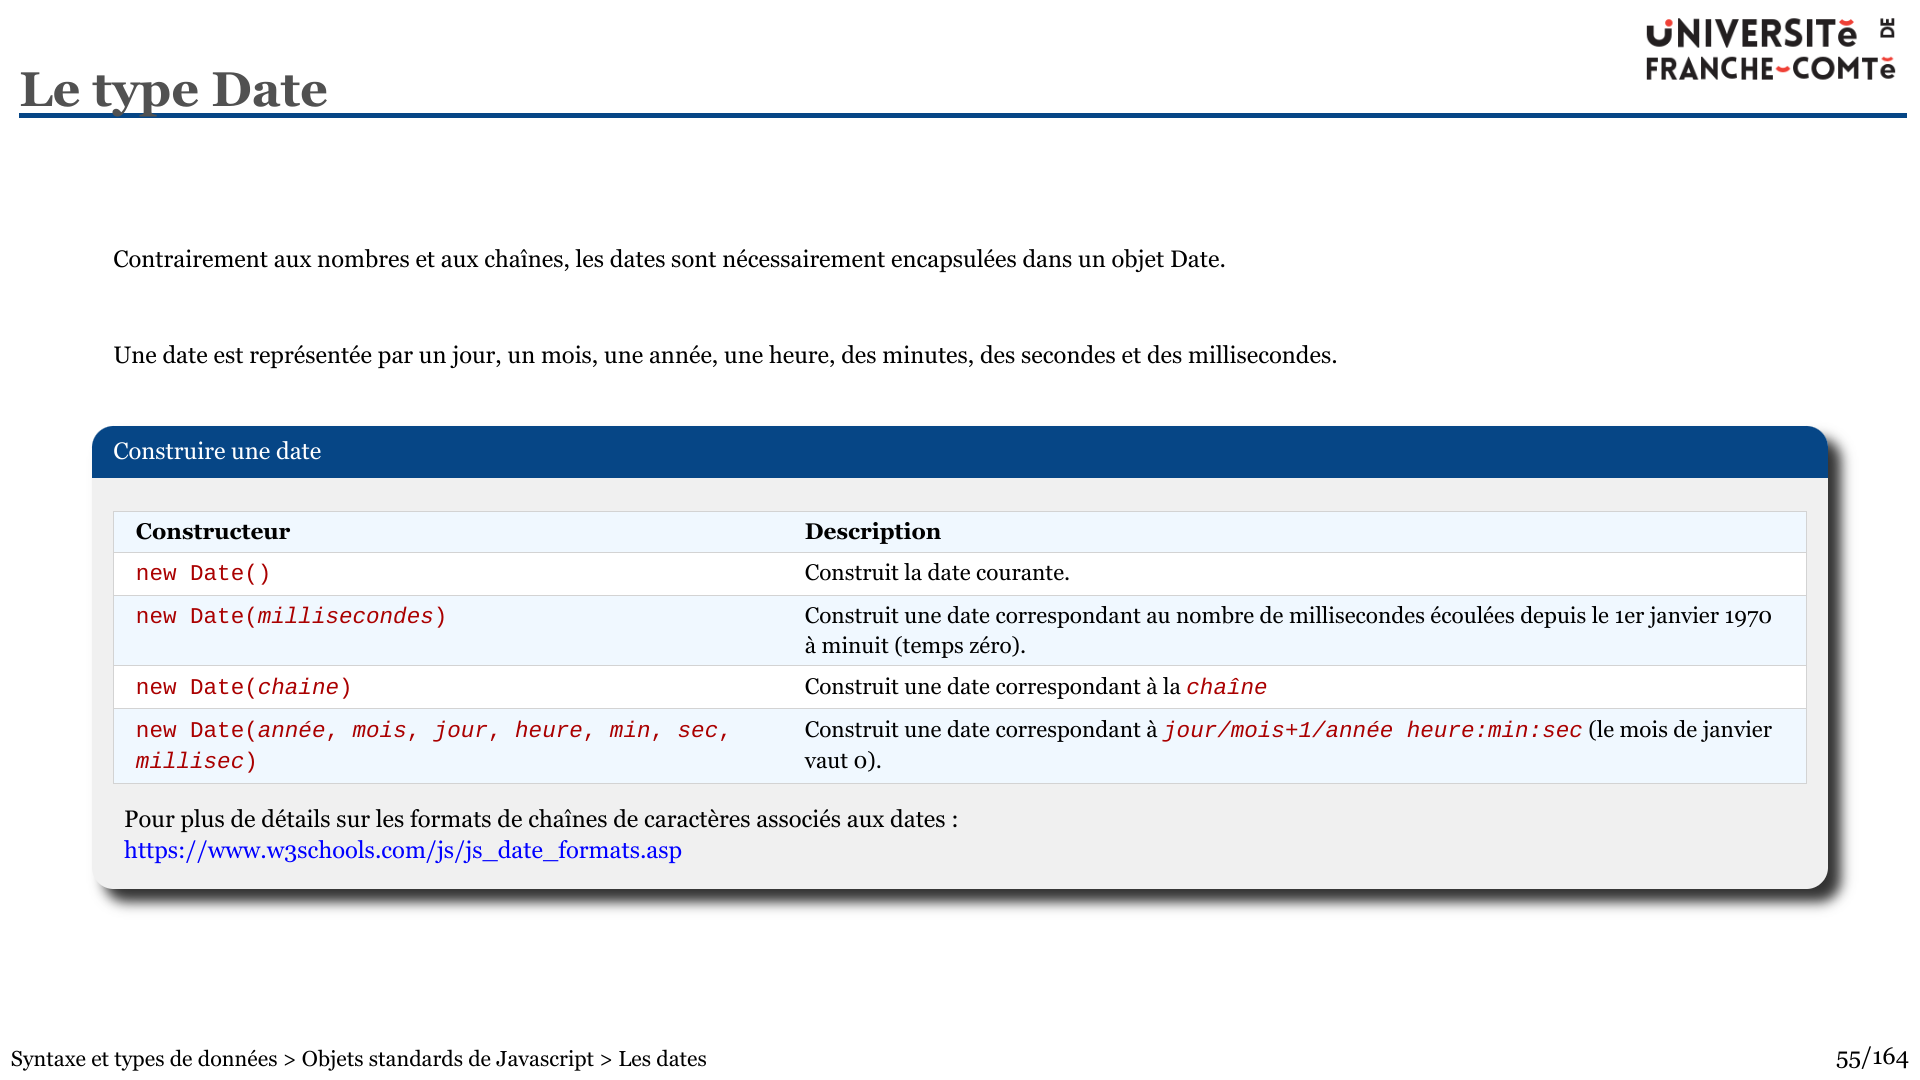 UNIVERSITĕ DE
FRANCHE-COMTĕ
Le type Date
Contrairement aux nombres et aux chaînes, les dates sont nécessairement encapsulées dans un objet Date.
Une date est représentée par un jour, un mois, une année, une heure, des minutes, des secondes et des millisecondes.
Construire une date
Constructeur Description
new Date() Construit la date courante.
new Date(millisecondes) Construit une date correspondant au nombre de millisecondes écoulées depuis le 1er janvier 1970
à minuit (temps zéro).
new Date(chaine) Construit une date correspondant à la chaîne
new Date(année, mois, jour, heure, min, sec, Construit une date correspondant à jour/mois+1/année heure:min:sec (le mois de janvier
millisec) vaut 0).
Pour plus de détails sur les formats de chaînes de caractères associés aux dates :
https://www.w3schools.com/js/js_date_formats.asp
Syntaxe et types de données > Objets standards de Javascript > Les dates 55/164